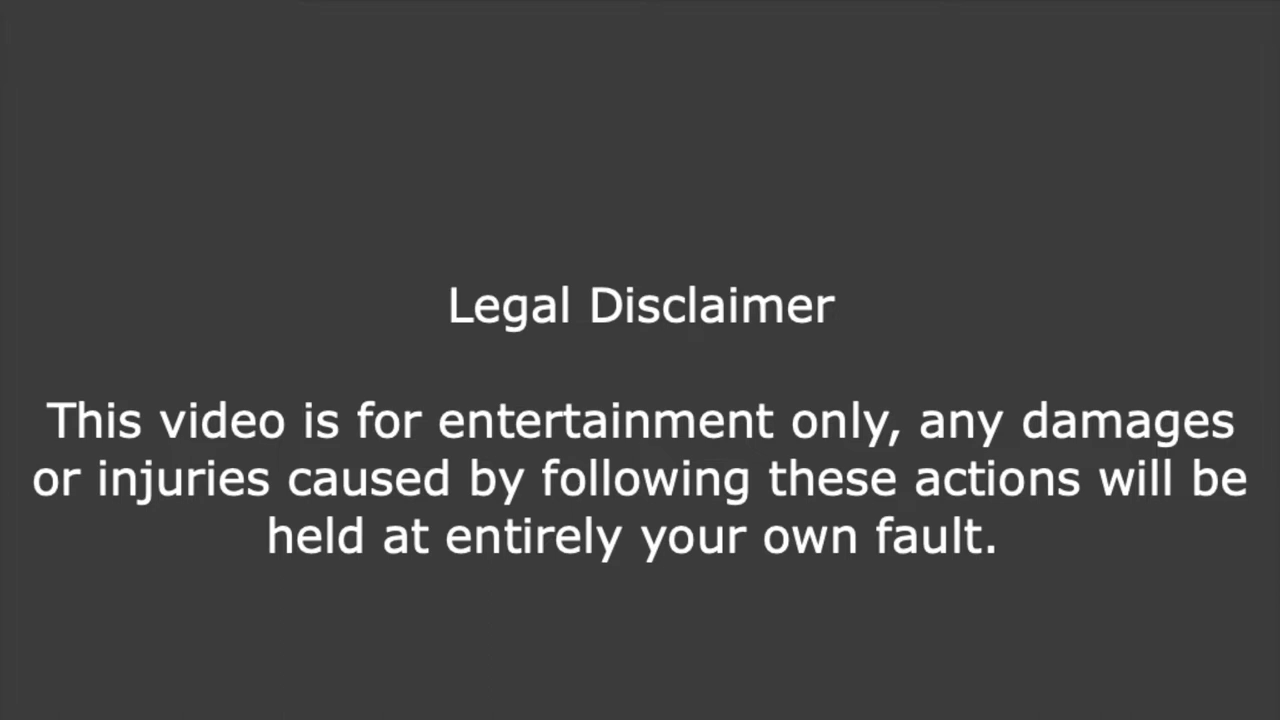 Legal Disclaimer
This video is for entertainment only, any damages
or injuries caused by following these actions will be
held at entirely your own fault.